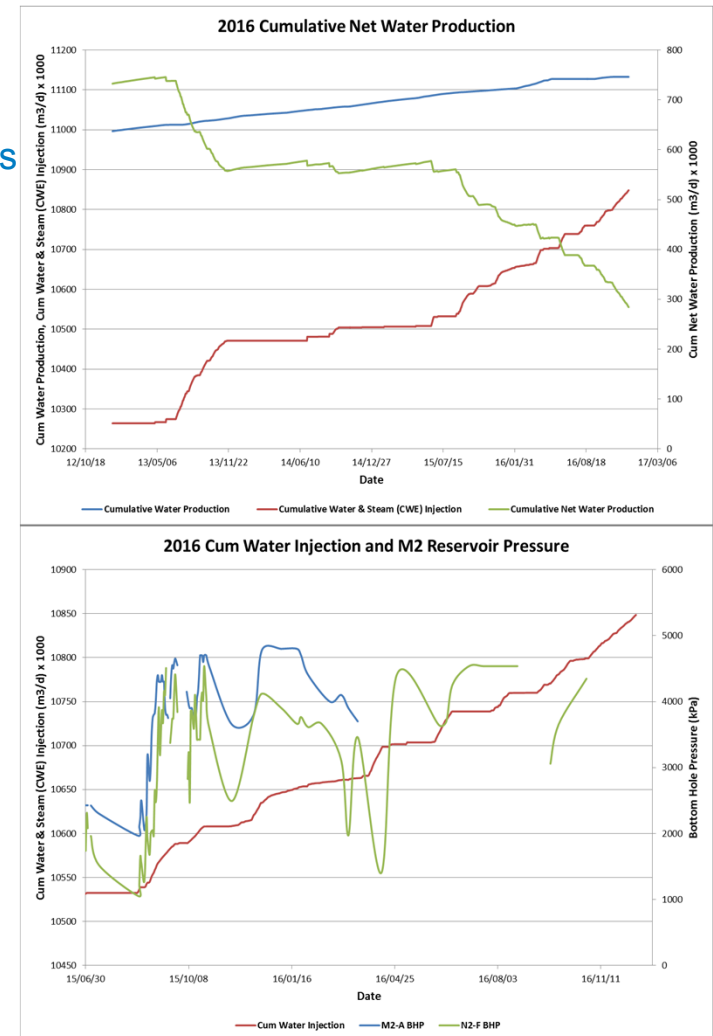 s
2016 Cumulative Net Water Production
Cum Water Production, Cum Water & Steam (CWE) Injection (m3/d) x 1000
11200
11100
11000
10900
10800
10700
10600
10500
10400
10300
10200
800
700
600
500
400
300
200
100
0
Cum Net Water Production (m3/d) x 1000
12/10/18 13/05/06 13/11/22 14/06/10 14/12/27 15/07/15 16/01/31 16/08/18 17/03/06
Date
Cumulative Water Production Cumulative Water & Steam (CWE) Injection Cumulative Net Water Production
2016 Cum Water Injection and M2 Reservoir Pressure
Cum Water & Steam (CWE) Injection (m3/d) x 1000
10900
10850
10800
10750
10700
10650
10600
10550
10500
10450
6000
5000
4000
3000
2000
1000
0
Bottom Hole Pressure (kPa)
15/06/30 15/10/08 16/01/16 16/04/25 16/08/03 16/11/11
Date
Cum Injection M2-A BHP N2-F BHP